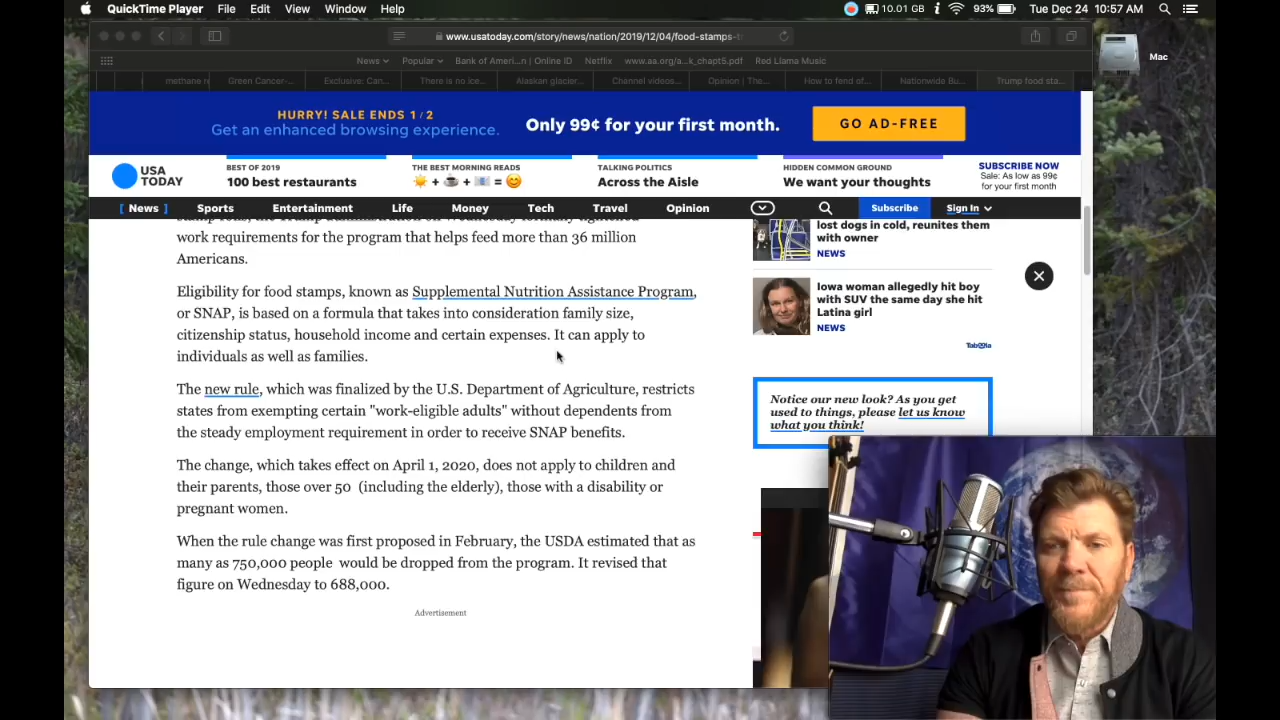 QuickTime Player File Edit View Window Help 10.01 GB 93% Tue Dec 24 10:57 AM
www.usatoday.com/story/news/nation/2019/12/04/food-stamps-
Mac
News Popular Bank of Ameri...n | Online ID Netflix www.aa.org/a...k_chapt5.pdf Red Llama Music
methane Green Cancer-... Exclusive: Can... There is no ice... Alaskan glacier... Channel videos... Opinion | The... How to fend of... Nationwide Bu... Trump food sta...
HURRY! SALE ENDS 1/2
Get an enhanced browsing experience.
Only 99¢ for your first month.
GO AD-FREE
USA TODAY
BEST OF 2019
100 best restaurants
THE BEST MORNING READS
☀️ + ☕ + 📧 = 😊
TALKING POLITICS
Across the Aisle
HIDDEN COMMON GROUND
We want your thoughts
SUBSCRIBE NOW
Sale: As low as 99¢
for your first month
[ News ] Sports Entertainment Life Money Tech Travel Opinion Subscribe Sign In
work requirements for the program that helps feed more than 36 million
Americans.
Eligibility for food stamps, known as Supplemental Nutrition Assistance Program,
or SNAP, is based on a formula that takes into consideration family size,
citizenship status, household income and certain expenses. It can apply to
individuals as well as families.
The new rule, which was finalized by the U.S. Department of Agriculture, restricts
states from exempting certain "work-eligible adults" without dependents from
the steady employment requirement in order to receive SNAP benefits.
The change, which takes effect on April 1, 2020, does not apply to children and
their parents, those over 50 (including the elderly), those with a disability or
pregnant women.
When the rule change was first proposed in February, the USDA estimated that as
many as 750,000 people would be dropped from the program. It revised that
figure on Wednesday to 688,000.
Advertisement
lost dogs in cold, reunites them
with owner
NEWS
Iowa woman allegedly hit boy
with SUV the same day she hit
Latina girl
NEWS
Taboola
Notice our new look? As you get
used to things, please let us know
what you think!